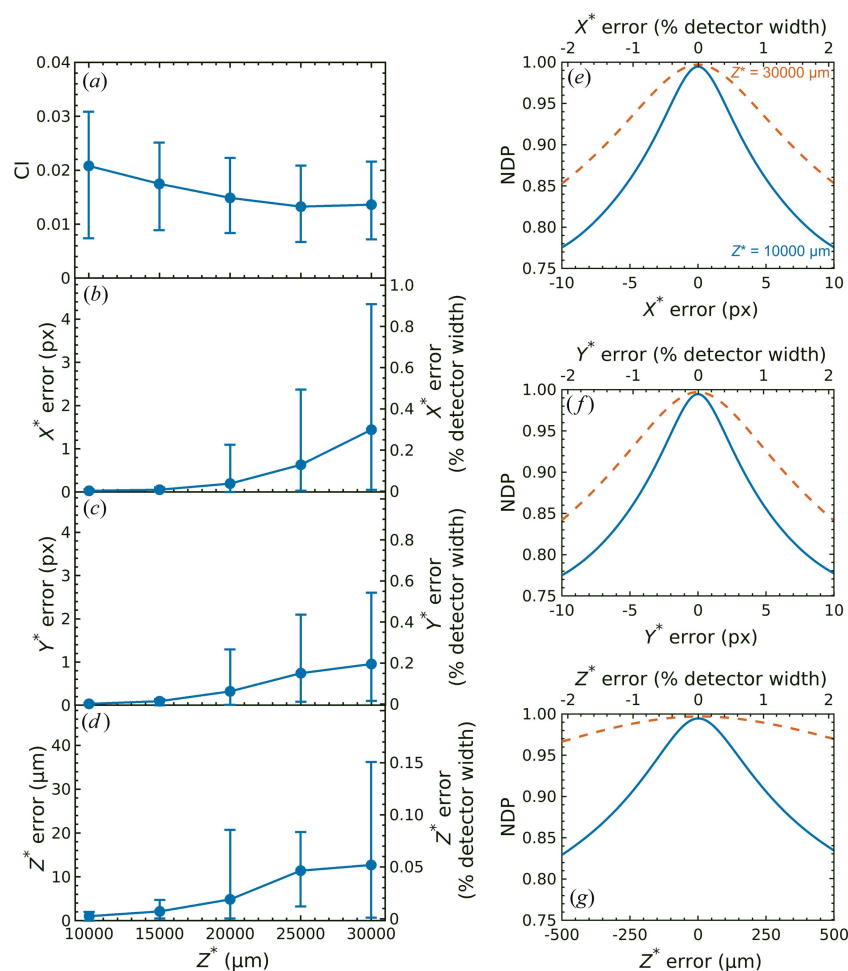 (a)
CI
0.04
0.03
0.02
0.01
0
(b)
X* error (px)
4
3
2
1
0
1.0
0.8
0.6
0.4
0.2
0
X* error
(% detector width)
(c)
Y* error (px)
4
3
2
1
0
0.8
0.6
0.4
0.2
0
Y* error
(% detector width)
(d)
Z* error (μm)
40
30
20
10
0
0.15
0.10
0.05
0
Z* error
(% detector width)
10000 15000 20000 25000 30000
Z* (μm)
X* error (% detector width)
-2 -1 0 1 2
(e)
Z* = 30000 μm
Z* = 10000 μm
NDP
1.00
0.95
0.90
0.85
0.80
0.75
-10 -5 0 5 10
X* error (px)
Y* error (% detector width)
-2 -1 0 1 2
(f)
NDP
1.00
0.95
0.90
0.85
0.80
0.75
-10 -5 0 5 10
Y* error (px)
Z* error (% detector width)
-2 -1 0 1 2
NDP
1.00
0.95
0.90
0.85
0.80
0.75
(g)
-500 -250 0 250 500
Z* error (μm)